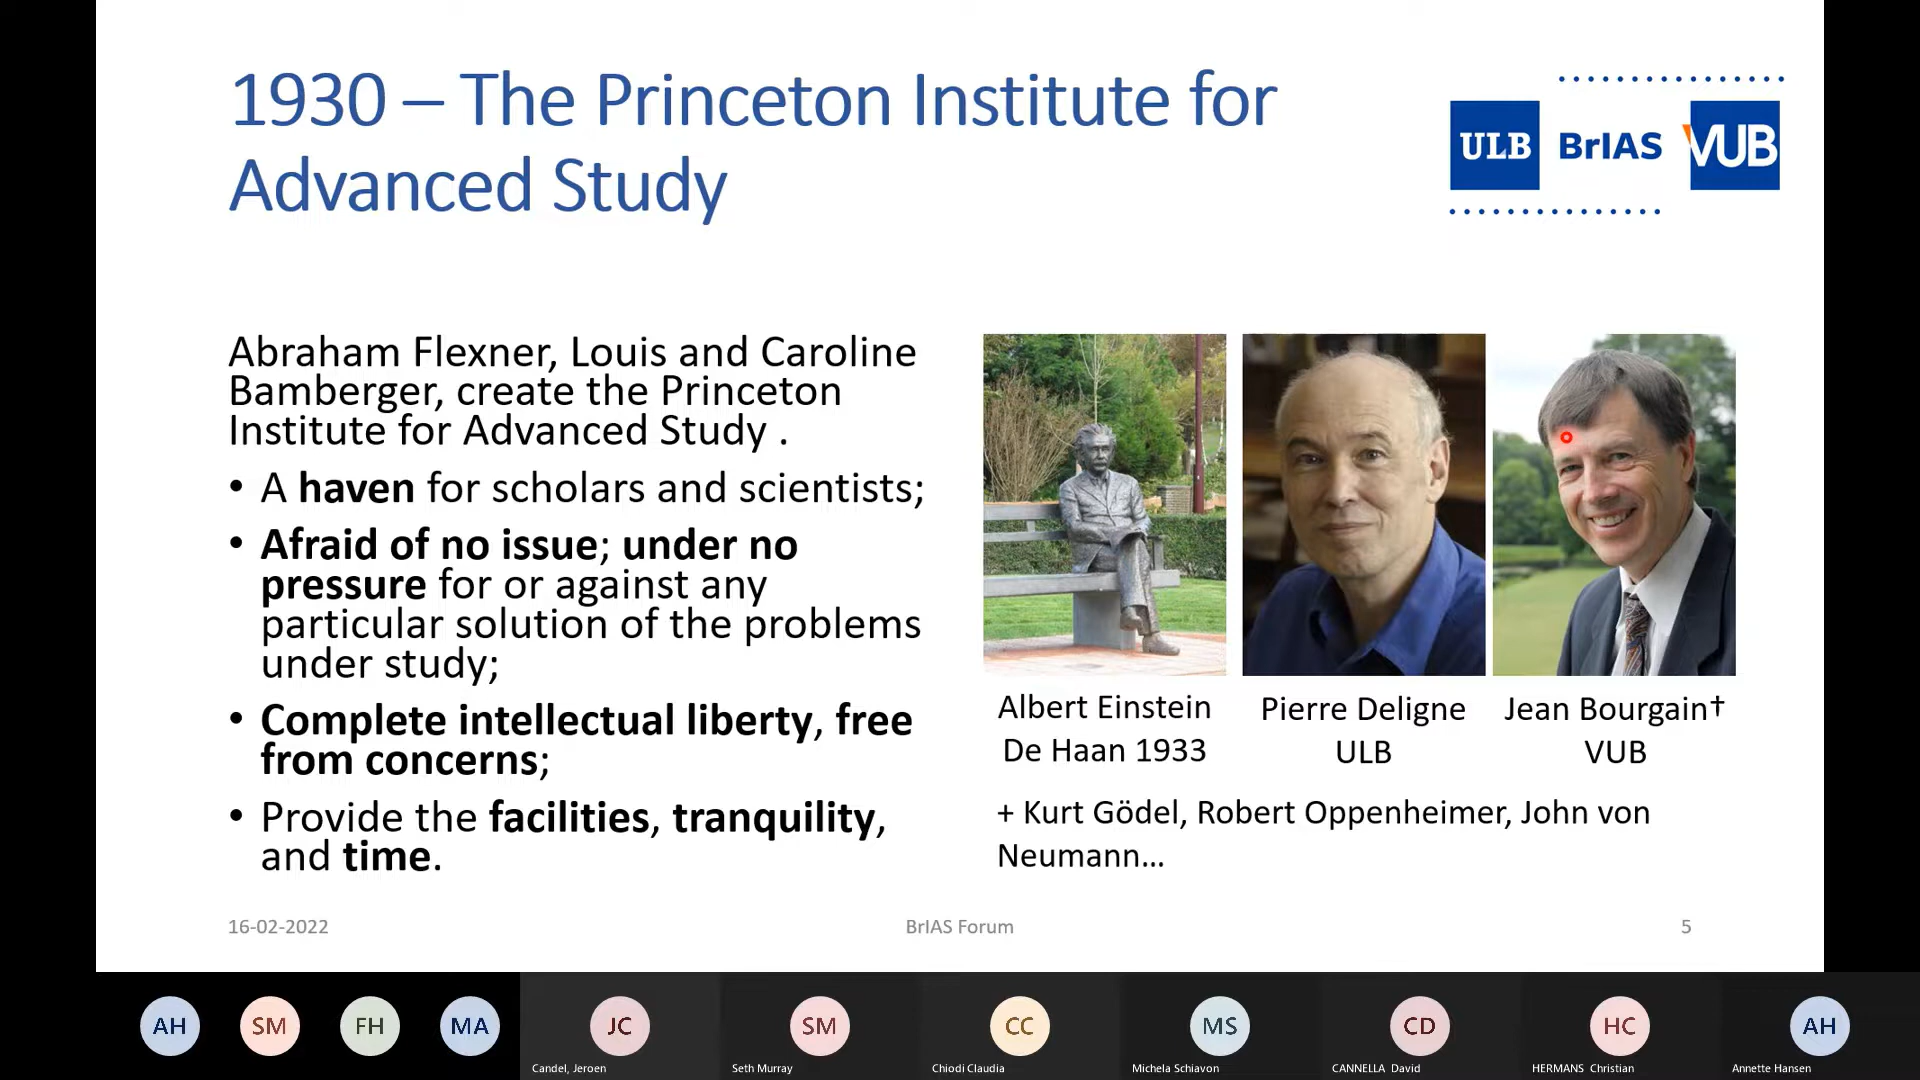 1930 – The Princeton Institute for
Advanced Study
ULB BrIAS VUB
Abraham Flexner, Louis and Caroline
Bamberger, create the Princeton
Institute for Advanced Study .
• A haven for scholars and scientists;
• Afraid of no issue; under no
pressure for or against any
particular solution of the problems
under study;
• Complete intellectual liberty, free
from concerns;
• Provide the facilities, tranquility,
and time.
Albert Einstein
De Haan 1933
Pierre Deligne
ULB
Jean Bourgain†
VUB
+ Kurt Gödel, Robert Oppenheimer, John von
Neumann...
16-02-2022
BrIAS Forum
5
AH SM FH MA JC SM CC MS CD HC AH
Candel, Jeroen
Seth Murray
Chiodi Claudia
Michela Schiavon
CANNELLA David
HERMANS Christian
Annette Hansen